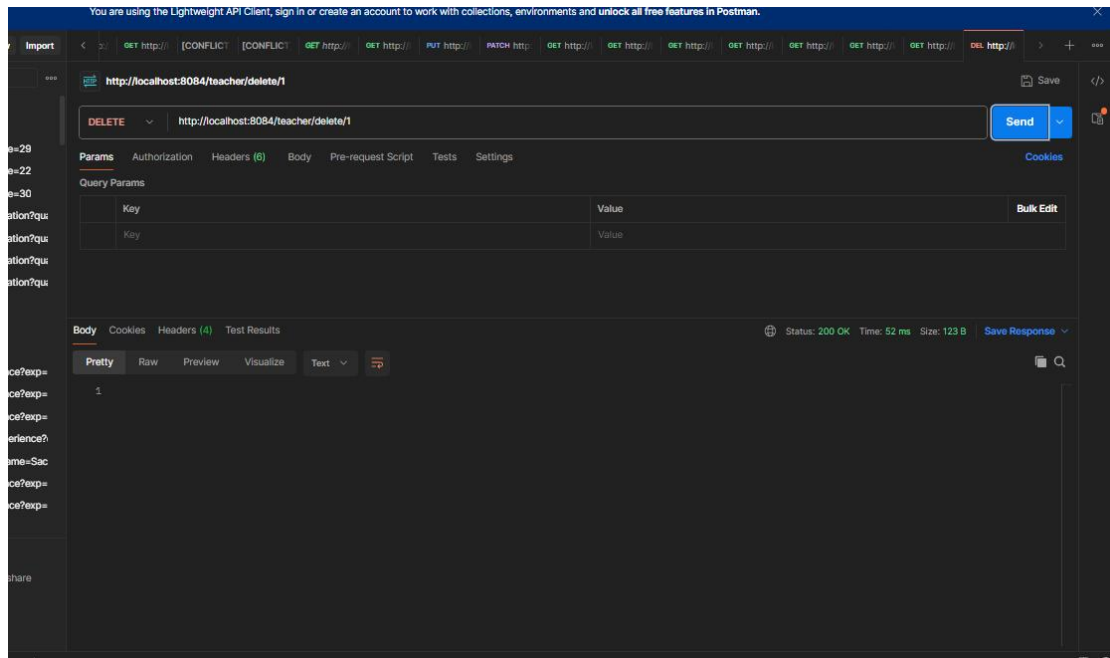 You are using the Lightweight API Client, sign in or create an account to work with collections, environments and unlock all free features in Postman.
Import GET http:// [CONFLICT [CONFLICT GET http:// GET http:// PUT http:// PATCH http: GET http:// GET http:// GET http:// GET http:// GET http:// GET http:// GET http:// DEL http://
http://localhost:8084/teacher/delete/1 Save
DELETE http://localhost:8084/teacher/delete/1 Send
e=29
Params Authorization Headers (6) Body Pre-request Script Tests Settings Cookies
e=22
Query Params
e=30
Key Value Bulk Edit
ation?qua
Key Value
ation?qua
ation?qua
ation?qua
Body Cookies Headers (4) Test Results Status: 200 OK Time: 52 ms Size: 123 B Save Response
Pretty Raw Preview Visualize Text
ce?exp=
1
ce?exp=
ce?exp=
erience?
ame=Sac
ce?exp=
ce?exp=
share